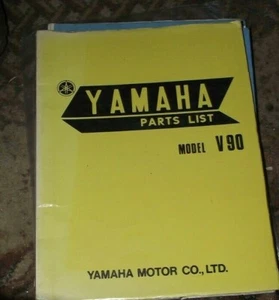 YAMAHA
PARTS LIST
MODEL V90
YAMAHA MOTOR CO., LTD.